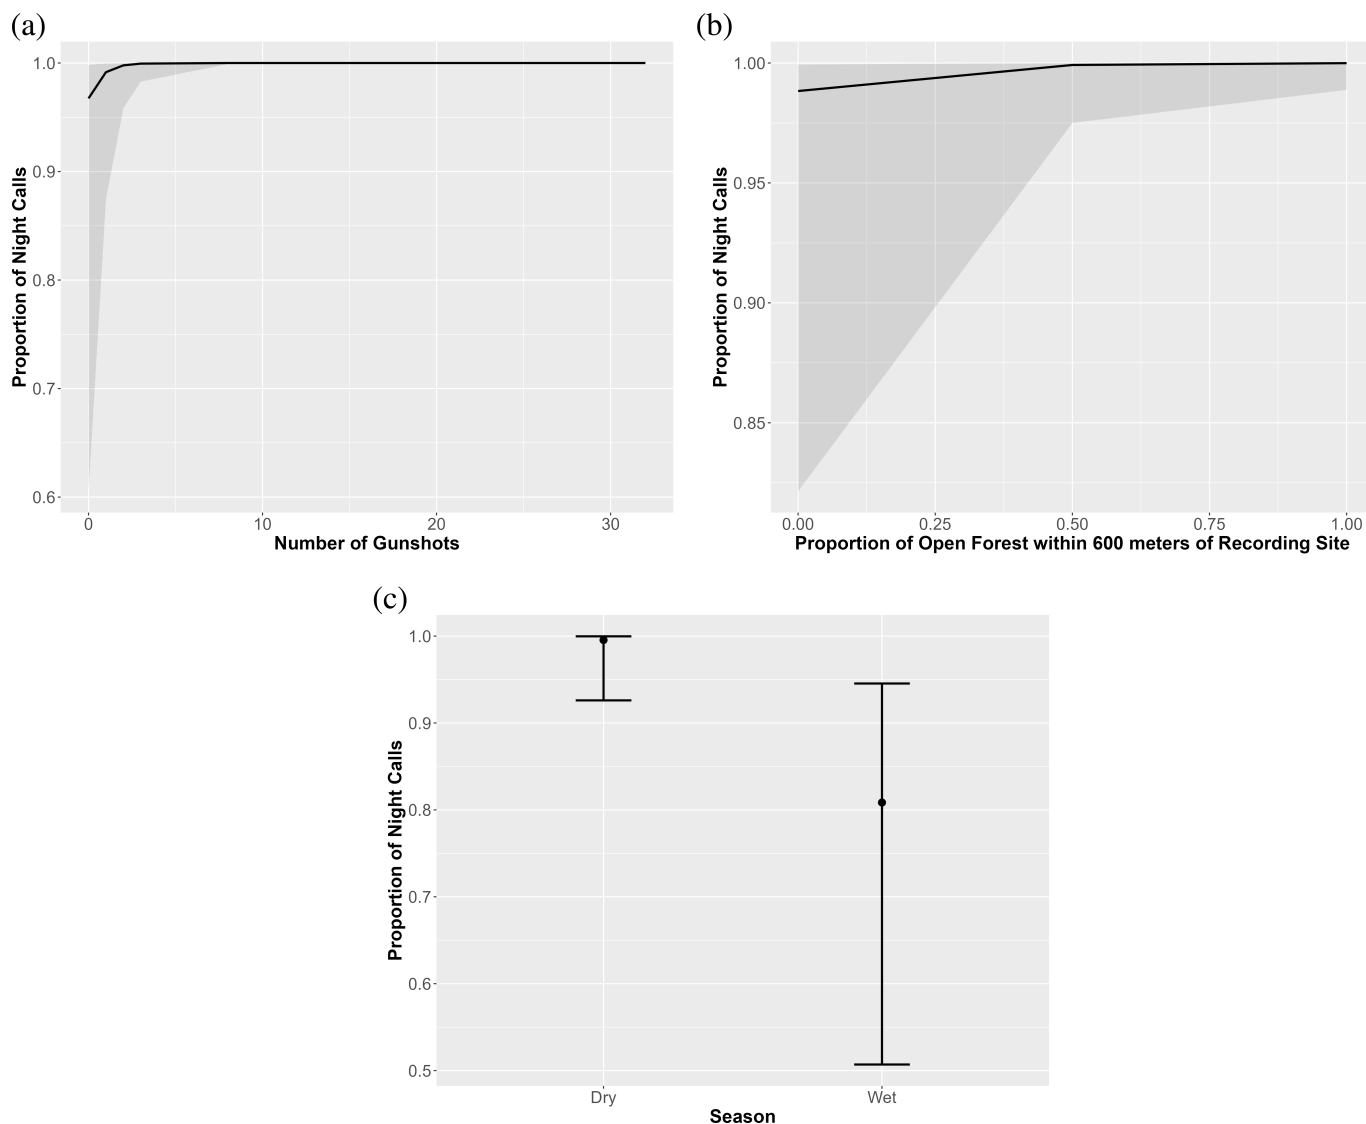 (a)
1.0
0.9
0.8
0.7
0.6
Proportion of Night Calls
0 10 20 30
Number of Gunshots
(b)
1.00
0.95
0.90
0.85
Proportion of Night Calls
0.00 0.25 0.50 0.75 1.00
Proportion of Open Forest within 600 meters of Recording Site
(c)
1.0
0.9
0.8
0.7
0.6
0.5
Proportion of Night Calls
Dry Wet
Season